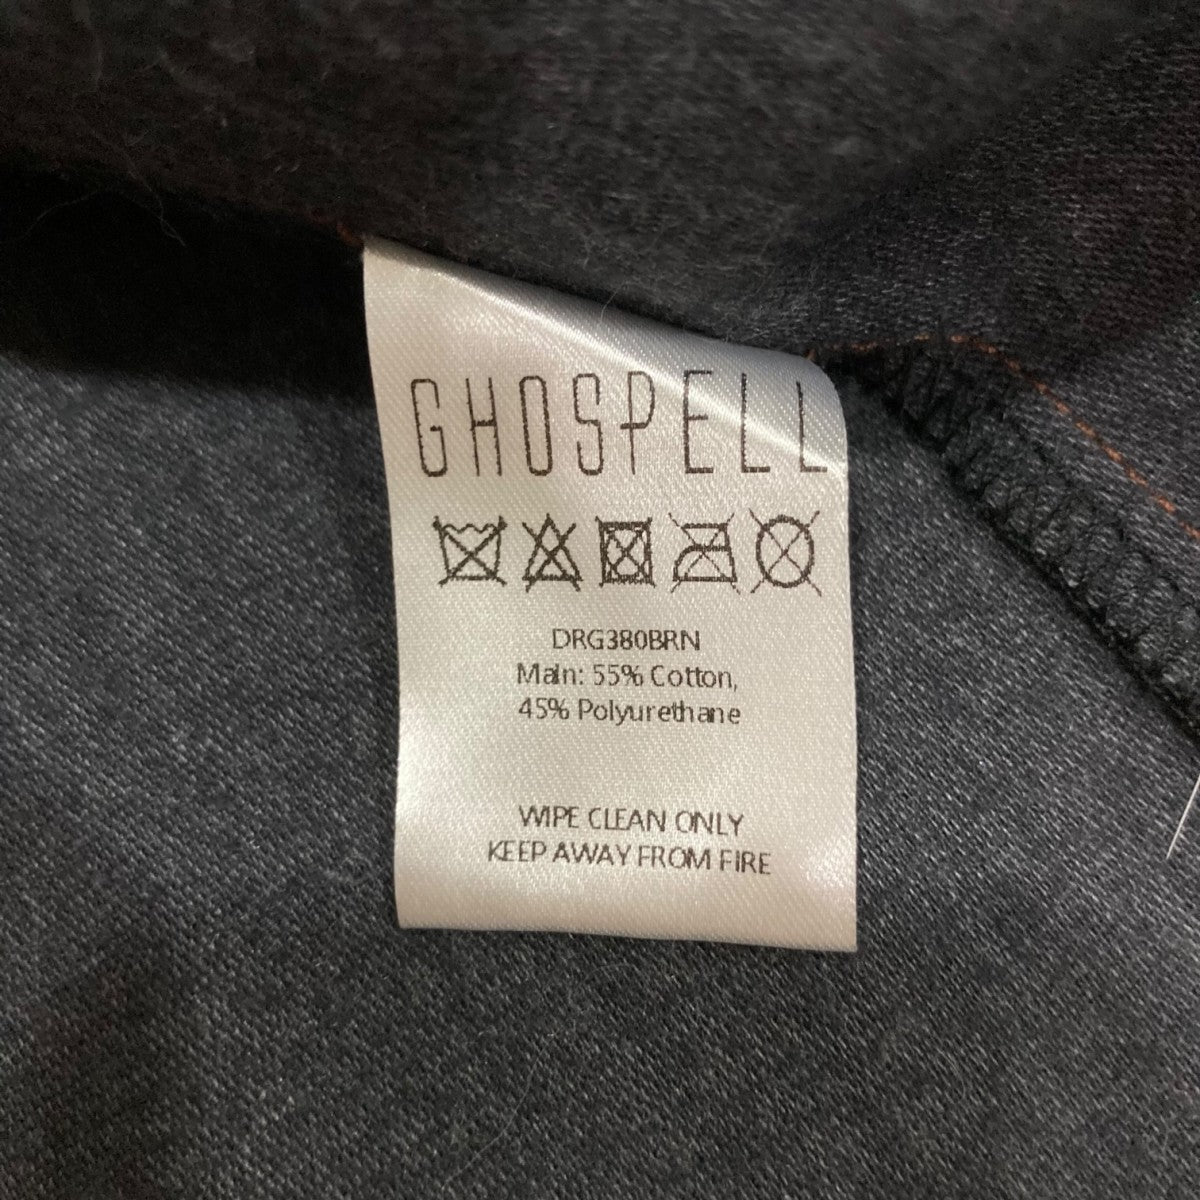 GHOSPELL
DRG380BRN
Main: 55% Cotton,
45% Polyurethane
WIPE CLEAN ONLY
KEEP AWAY FROM FIRE